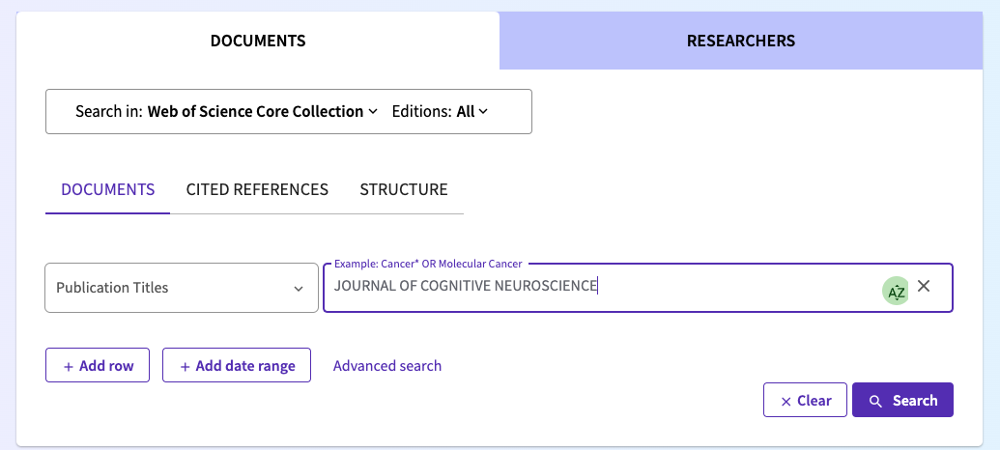 DOCUMENTS RESEARCHERS
Search in: Web of Science Core Collection Editions: All
DOCUMENTS CITED REFERENCES STRUCTURE
Example: Cancer* OR Molecular Cancer
Publication Titles JOURNAL OF COGNITIVE NEUROSCIENCE AZ
+ Add row + Add date range Advanced search
× Clear Search